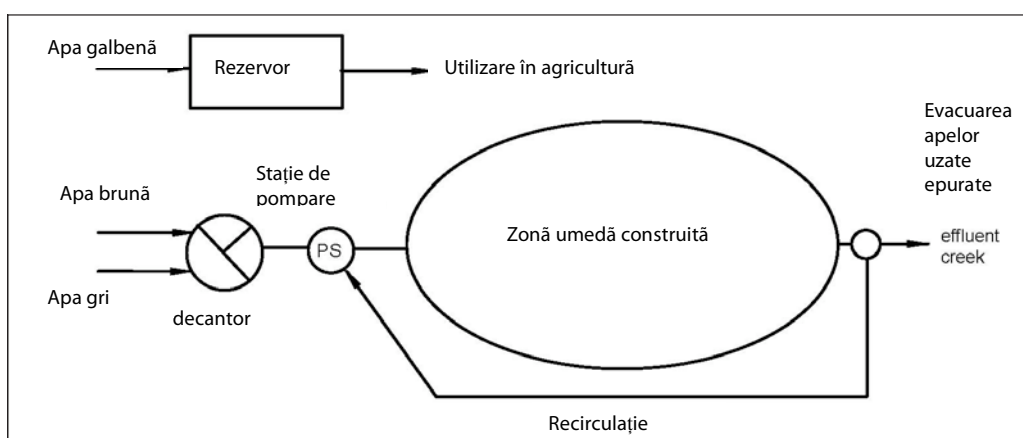 Apa galbenă
Rezervor
Utilizare în agricultură
Evacuarea
apelor
uzate
epurate
Stație de
pompare
Apa brună
PS
Zonă umedă construită
effluent
creek
Apa gri
decantor
Recirculație